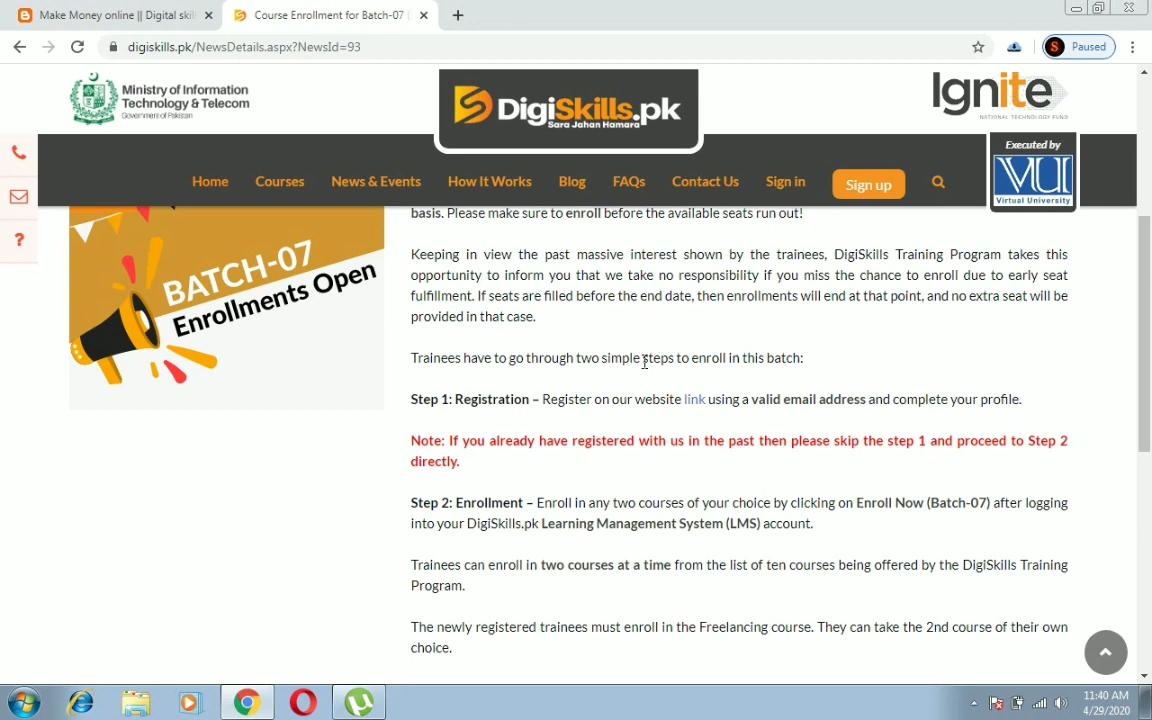 Make Money online || Digital skil
Course Enrollment for Batch-07 (
digiskills.pk/NewsDetails.aspx?NewsId=93
S Paused
Ministry of Information
Technology & Telecom
Government of Pakistan
DigiSkills.pk
Sara Jahan Hamara
Ignite
NATIONAL TECHNOLOGY FUND
Executed by
VU
Virtual University
Home Courses News & Events How It Works Blog FAQs Contact Us Sign in Sign up
?
BATCH-07
Enrollments Open
basis. Please make sure to enroll before the available seats run out!
Keeping in view the past massive interest shown by the trainees, DigiSkills Training Program takes this
opportunity to inform you that we take no responsibility if you miss the chance to enroll due to early seat
fulfillment. If seats are filled before the end date, then enrollments will end at that point, and no extra seat will be
provided in that case.
Trainees have to go through two simple steps to enroll in this batch:
Step 1: Registration – Register on our website link using a valid email address and complete your profile.
Note: If you already have registered with us in the past then please skip the step 1 and proceed to Step 2
directly.
Step 2: Enrollment – Enroll in any two courses of your choice by clicking on Enroll Now (Batch-07) after logging
into your DigiSkills.pk Learning Management System (LMS) account.
Trainees can enroll in two courses at a time from the list of ten courses being offered by the DigiSkills Training
Program.
The newly registered trainees must enroll in the Freelancing course. They can take the 2nd course of their own
choice.
11:40 AM
4/29/2020